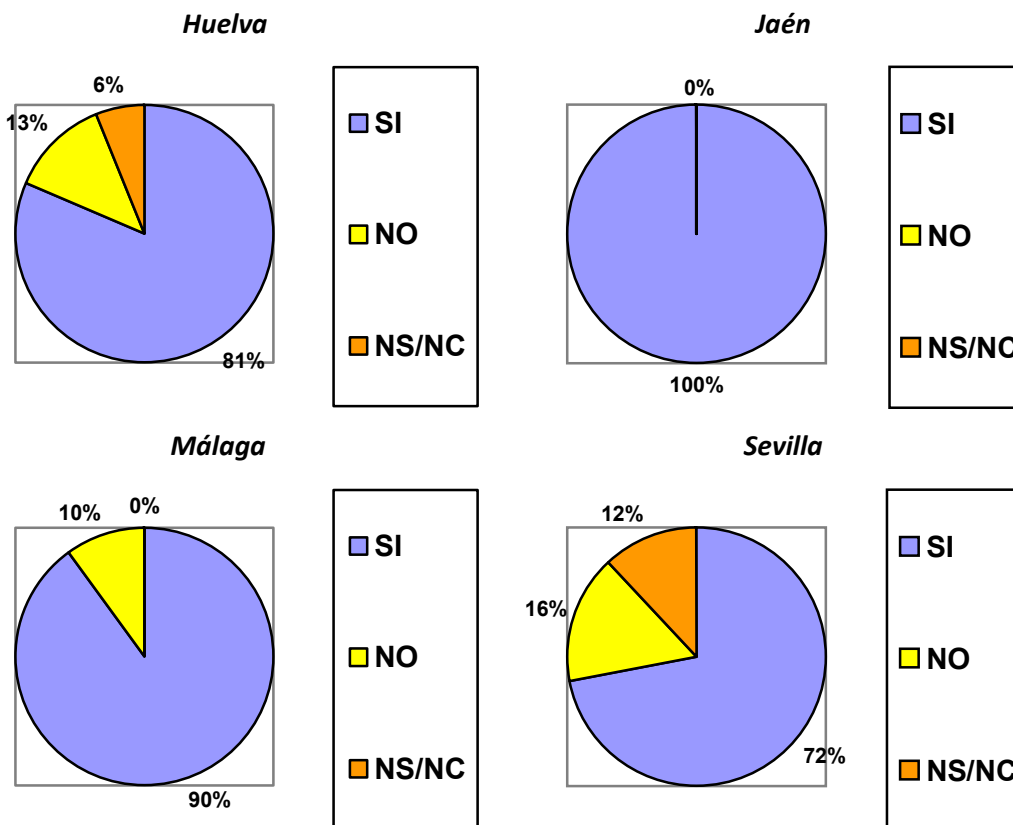 Huelva
6%
13%
81%
SI
NO
NS/NC
Jaén
0%
100%
SI
NO
NS/NC
Málaga
10%
0%
90%
SI
NO
NS/NC
Sevilla
12%
16%
72%
SI
NO
NS/NC